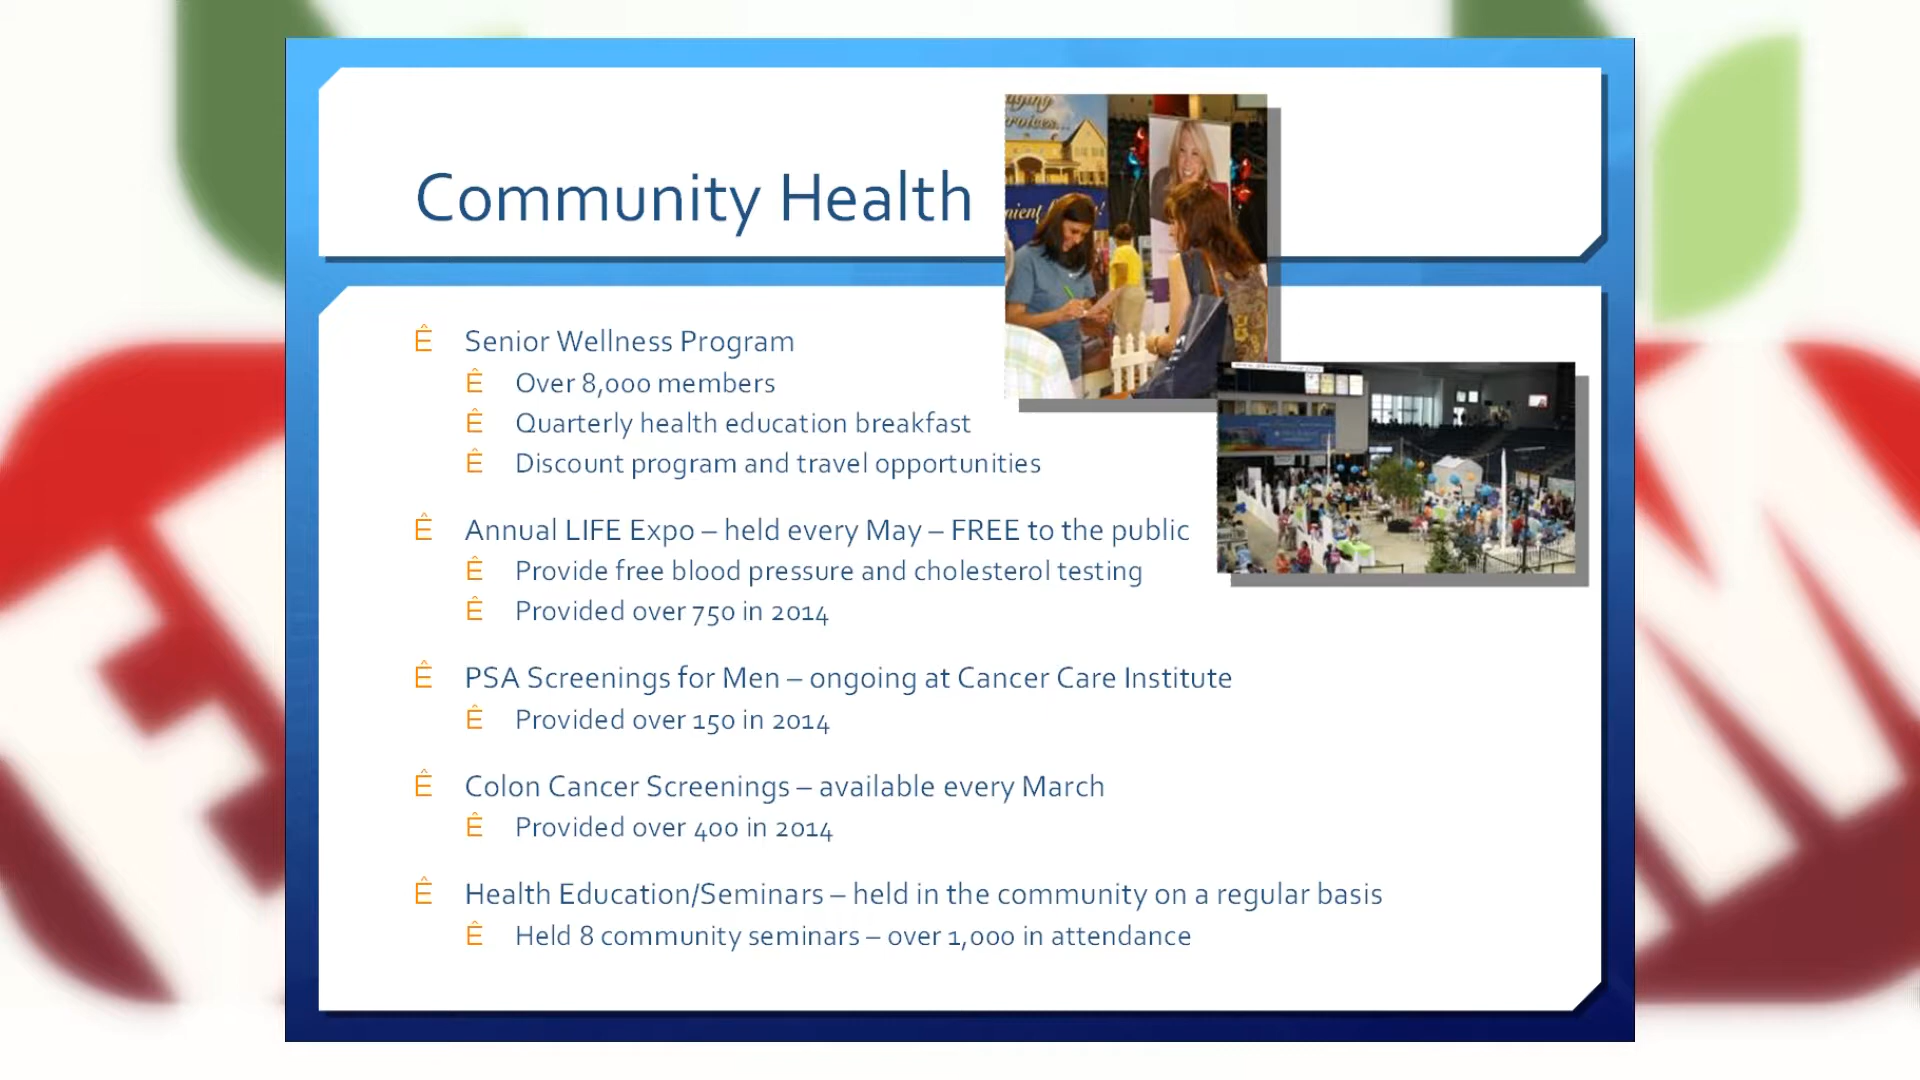 Community Health
Ê Senior Wellness Program
Ê Over 8,000 members
Ê Quarterly health education breakfast
Ê Discount program and travel opportunities
Ê Annual LIFE Expo – held every May – FREE to the public
Ê Provide free blood pressure and cholesterol testing
Ê Provided over 750 in 2014
Ê PSA Screenings for Men – ongoing at Cancer Care Institute
Ê Provided over 150 in 2014
Ê Colon Cancer Screenings – available every March
Ê Provided over 400 in 2014
Ê Health Education/Seminars – held in the community on a regular basis
Ê Held 8 community seminars – over 1,000 in attendance